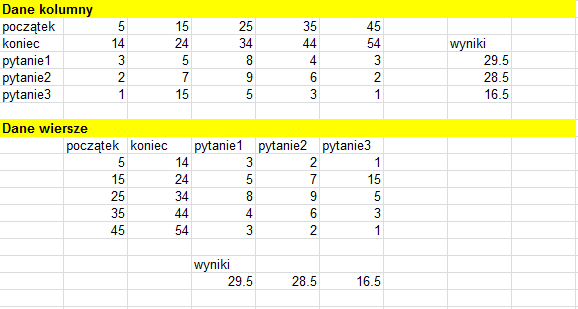 Dane kolumny
początek 5 15 25 35 45
koniec 14 24 34 44 54 wyniki
pytanie1 3 5 8 4 3 29.5
pytanie2 2 7 9 6 2 28.5
pytanie3 1 15 5 3 1 16.5
Dane wiersze
początek koniec pytanie1 pytanie2 pytanie3
5 14 3 2 1
15 24 5 7 15
25 34 8 9 5
35 44 4 6 3
45 54 3 2 1
wyniki
29.5 28.5 16.5